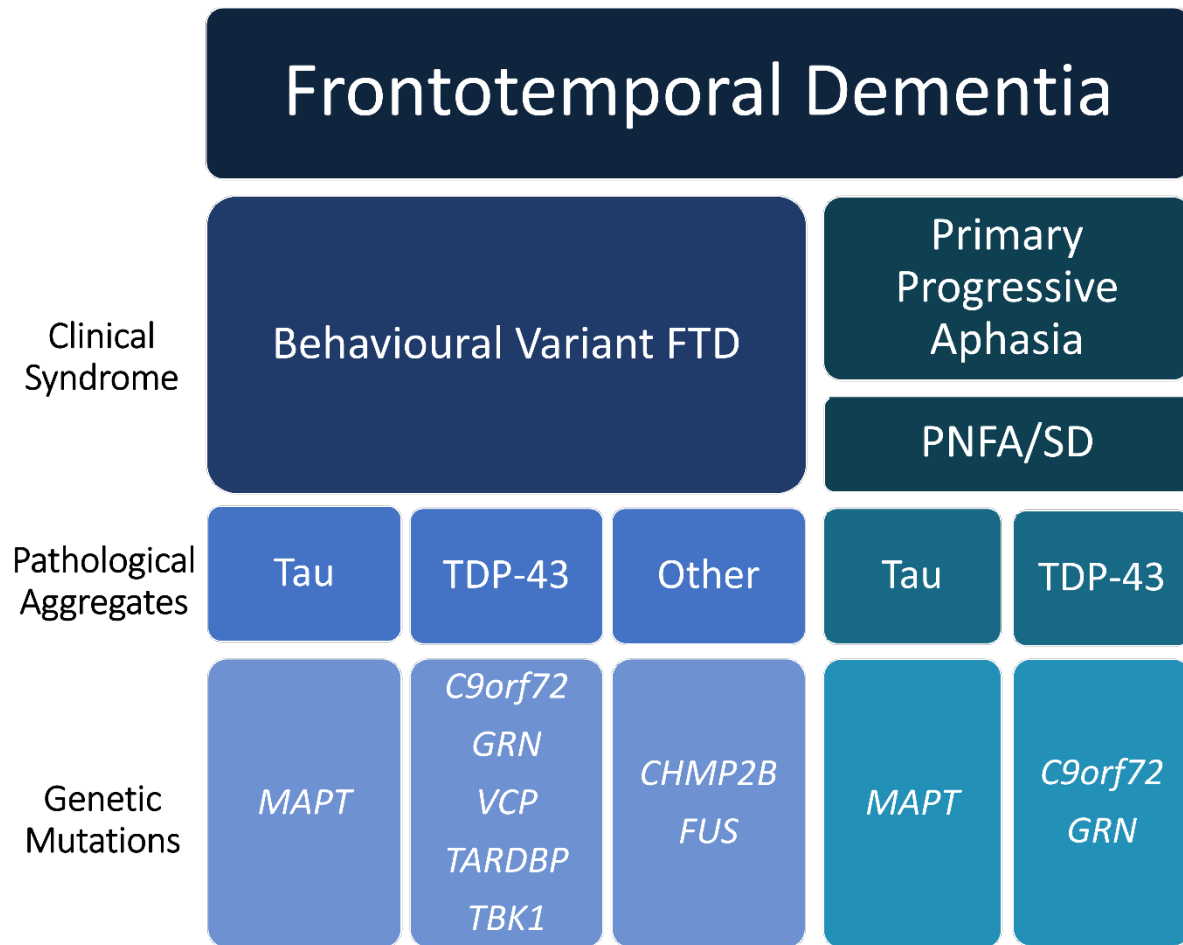 Frontotemporal Dementia
Clinical
Syndrome
Behavioural Variant FTD
Primary
Progressive
Aphasia
PNFA/SD
Pathological
Aggregates
Tau
TDP-43
Other
Tau
TDP-43
Genetic
Mutations
MAPT
C9orf72
GRN
VCP
TARDBP
TBK1
CHMP2B
FUS
MAPT
C9orf72
GRN